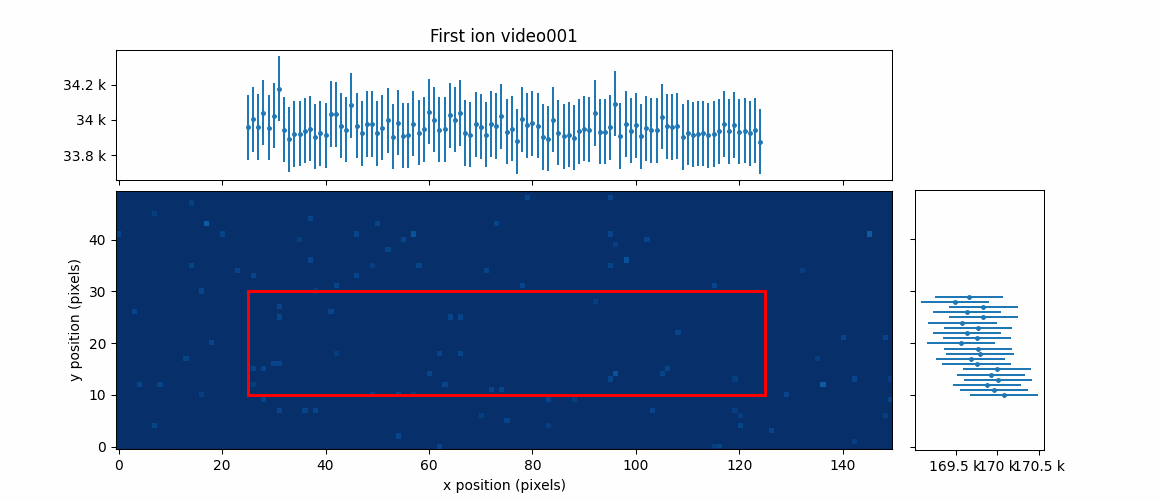 First ion video001
34.2 k
34 k
33.8 k
y position (pixels)
40
30
20
10
0
0 20 40 60 80 100 120 140
169.5 k 170 k 170.5 k
x position (pixels)